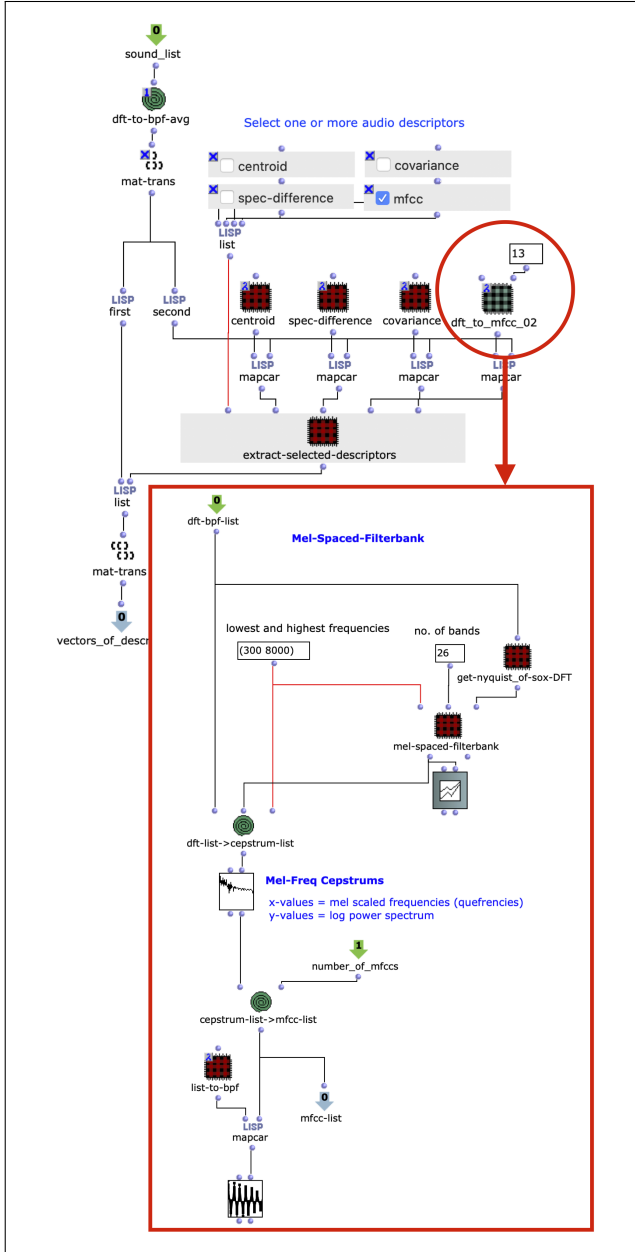 0
sound_list
1
dft-to-bpf-avg
mat-trans
Select one or more audio descriptors
centroid
covariance
spec-difference
mfcc
LISP
list
13
LISP
first
LISP
second
centroid
spec-difference
covariance
dft_to_mfcc_02
LISP
mapcar
LISP
mapcar
LISP
mapcar
LISP
mapcar
extract-selected-descriptors
LISP
list
mat-trans
0
vectors_of_descr
0
dft-bpf-list
Mel-Spaced-Filterbank
lowest and highest frequencies
(300 8000)
no. of bands
26
get-nyquist_of-sox-DFT
mel-spaced-filterbank
dft-list->cepstrum-list
Mel-Freq Cepstrums
x-values = mel scaled frequencies (quefrencies)
y-values = log power spectrum
1
number_of_mfccs
cepstrum-list->mfcc-list
list-to-bpf
0
mfcc-list
LISP
mapcar